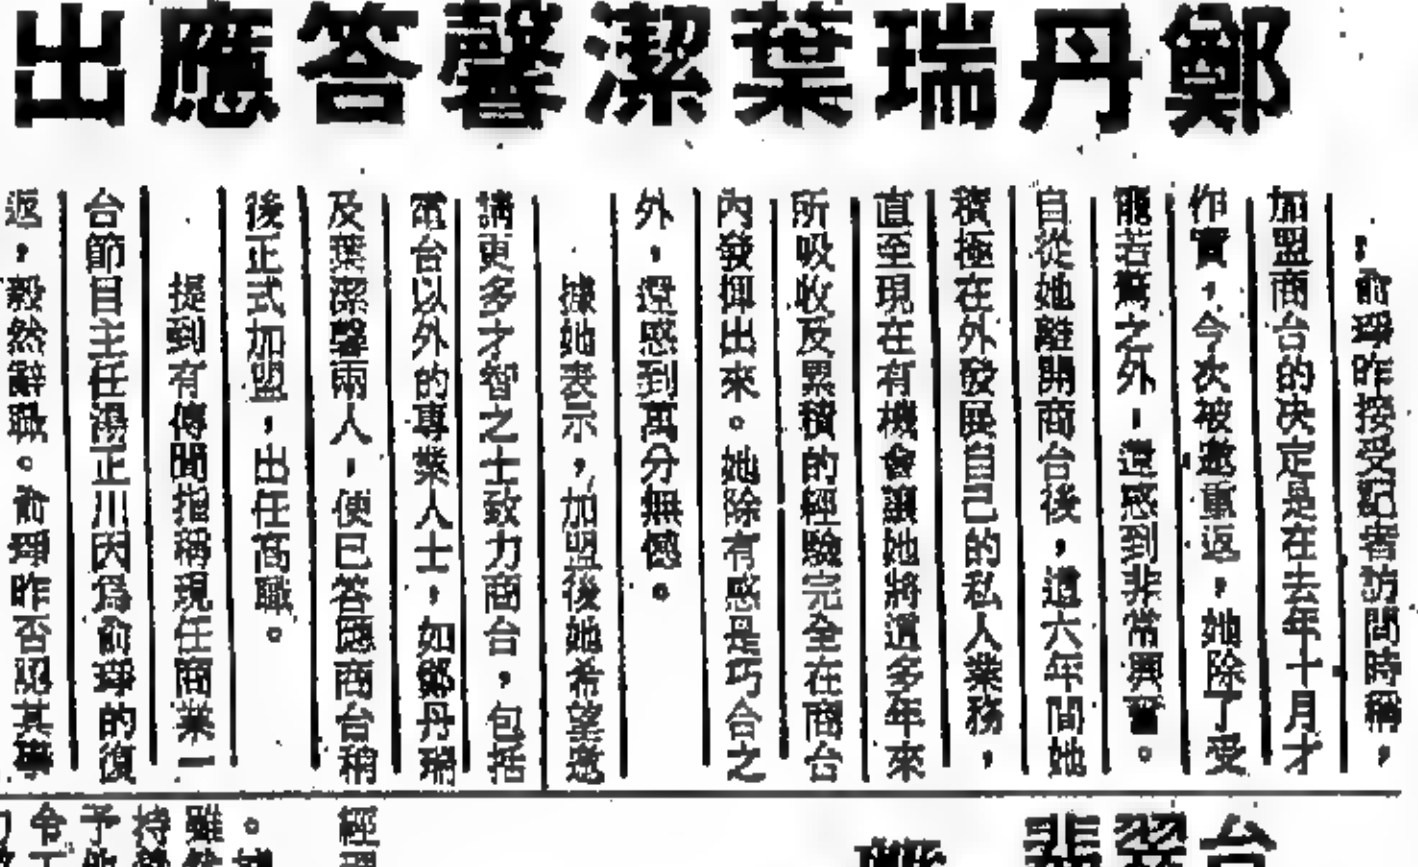 鄭丹瑞葉潔馨答應出
,俞琤昨接受記者訪問時稱,
加盟商台的決定是在去年十月才
作實,今次被邀重返,她除了受
寵若驚之外,還感到非常興奮。
自從她離開商台後,這六年間她
積極在外發展自己的私人業務,
直至現在有機會讓她將這多年來
所吸收及累積的經驗完全在商台
內發揮出來。她除有感是巧合之
外,還感到萬分無憾。
據她表示,加盟後她希望邀
請更多才智之士致力商台,包括
電台以外的專業人士,如鄭丹瑞
及葉潔馨兩人,便已答應商台稍
後正式加盟,出任高職。
提到有傳聞指稱現任商業一
台節目主任湯正川因為俞琤的復
返,毅然辭職。俞琤昨否認其事
台翡翠
經
雖
持
予
令